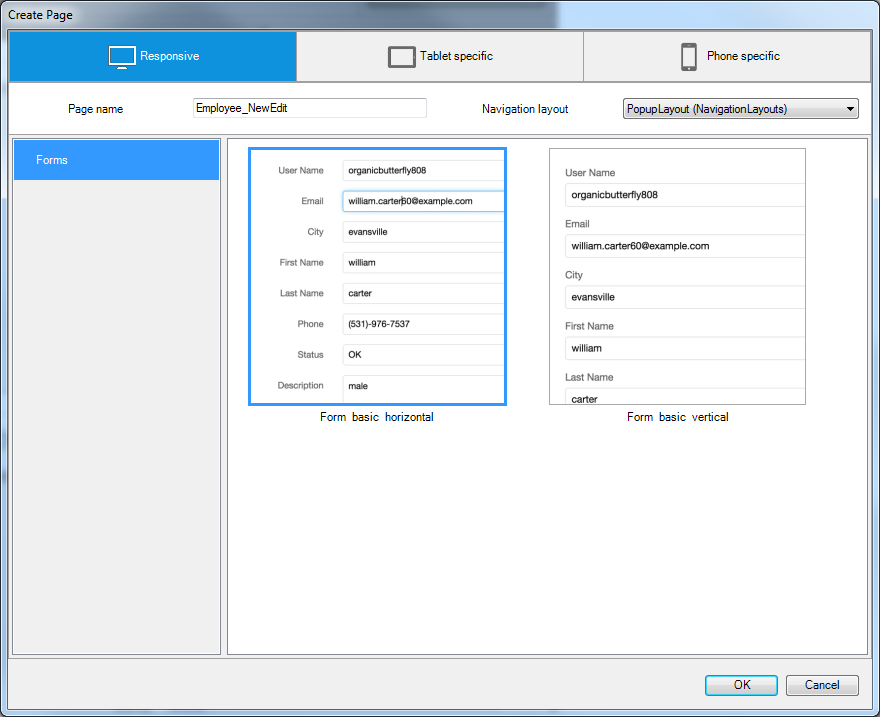 Create Page
Responsive
Tablet specific
Phone specific
Page name
Employee_NewEdit
Navigation layout
PopupLayout (NavigationLayouts)
Forms
User Name organicbutterfly808
Email william.carter60@example.com
City evansville
First Name william
Last Name carter
Phone (531)-976-7537
Status OK
Description male
Form basic horizontal
User Name
organicbutterfly808
Email
william.carter60@example.com
City
evansville
First Name
william
Last Name
carter
Form basic vertical
OK
Cancel